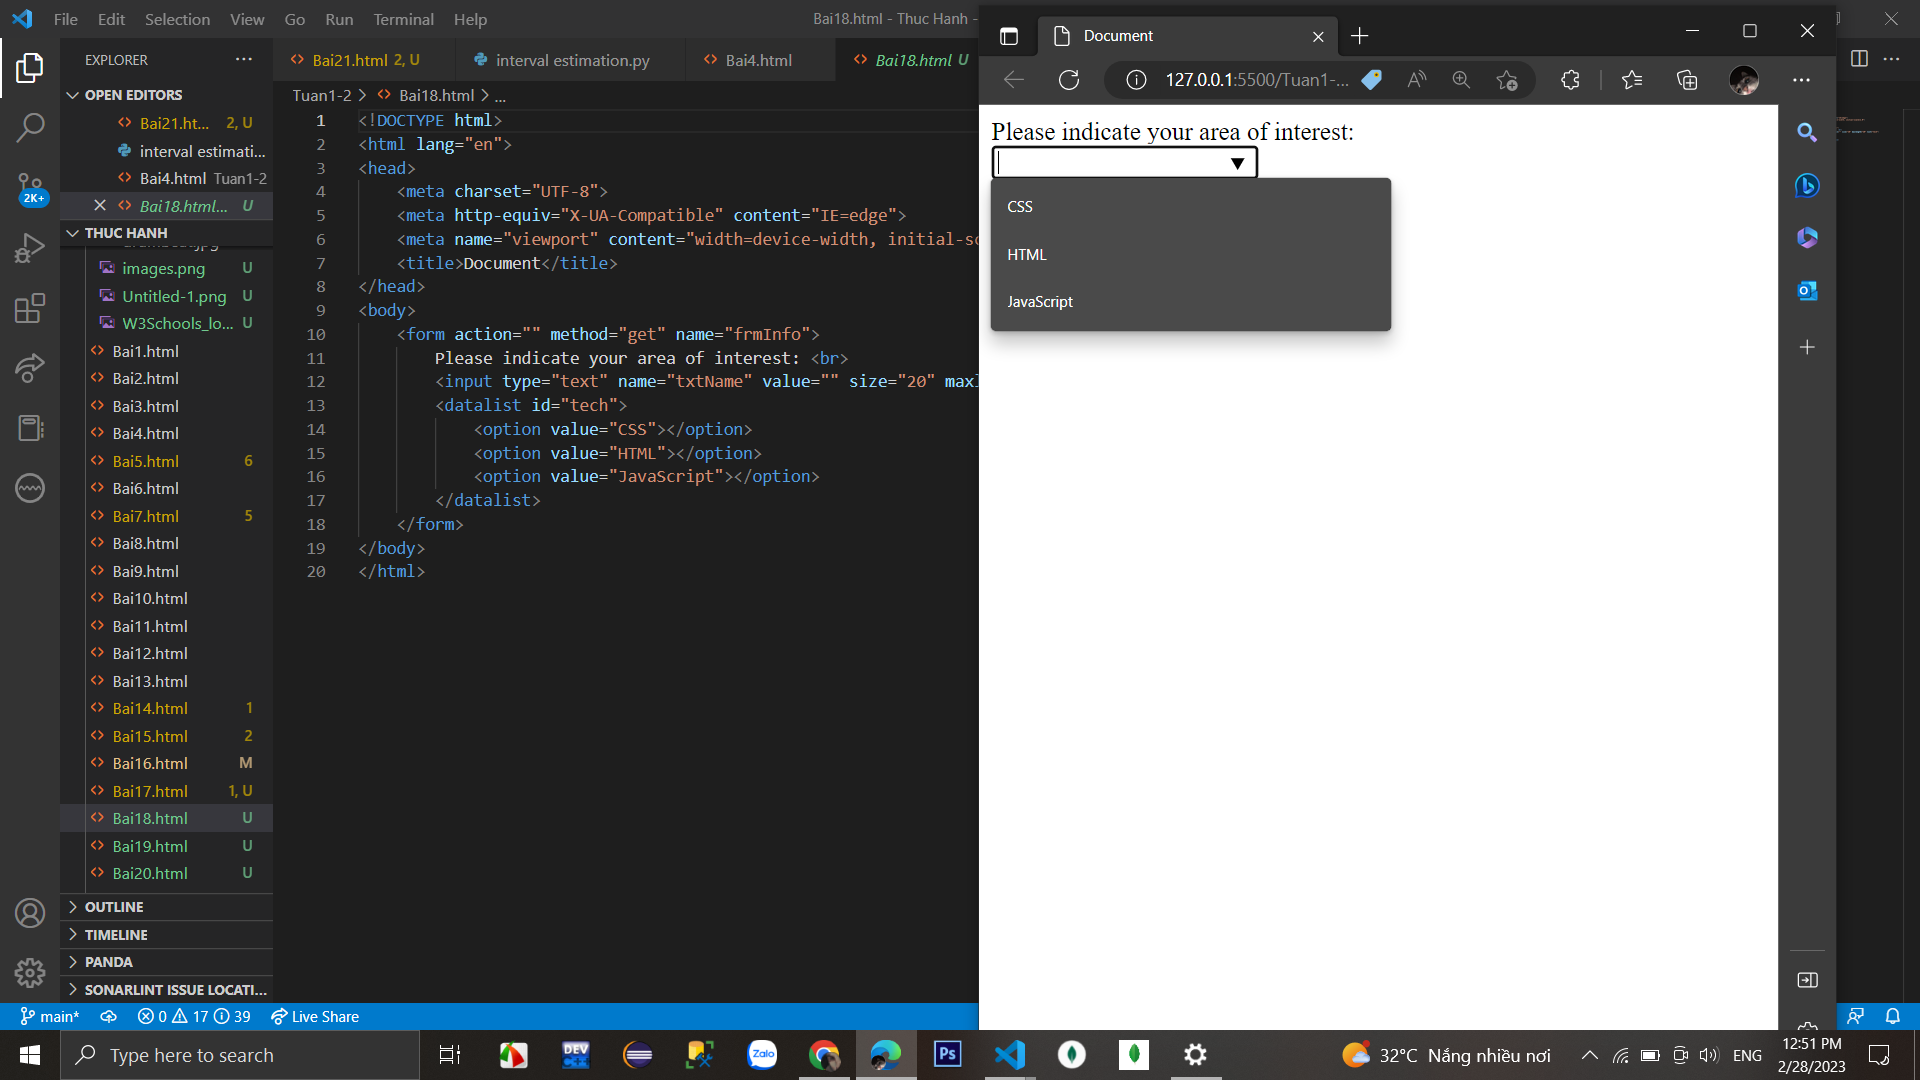 File Edit Selection View Go Run Terminal Help
Bai18.html - Thuc Hanh -
EXPLORER
OPEN EDITORS
Bai21.ht... 2, U
interval estimati...
Bai4.html Tuan1-2
Bai18.html... U
THUC HANH
images.png U
Untitled-1.png U
W3Schools_lo... U
Bai1.html
Bai2.html
Bai3.html
Bai4.html
Bai5.html 6
Bai6.html
Bai7.html 5
Bai8.html
Bai9.html
Bai10.html
Bai11.html
Bai12.html
Bai13.html
Bai14.html 1
Bai15.html 2
Bai16.html M
Bai17.html 1, U
Bai18.html U
Bai19.html U
Bai20.html U
OUTLINE
TIMELINE
PANDA
SONARLINT ISSUE LOCATI...
2K+
Bai21.html 2, U
interval estimation.py
Bai4.html
Bai18.html U
Tuan1-2 > Bai18.html > ...
1 <!DOCTYPE html>
2 <html lang="en">
3 <head>
4 <meta charset="UTF-8">
5 <meta http-equiv="X-UA-Compatible" content="IE=edge">
6 <meta name="viewport" content="width=device-width, initial-sc
7 <title>Document</title>
8 </head>
9 <body>
10 <form action="" method="get" name="frmInfo">
11 Please indicate your area of interest: <br>
12 <input type="text" name="txtName" value="" size="20" maxl
13 <datalist id="tech">
14 <option value="CSS"></option>
15 <option value="HTML"></option>
16 <option value="JavaScript"></option>
17 </datalist>
18 </form>
19 </body>
20 </html>
Document
127.0.0.1:5500/Tuan1-...
Please indicate your area of interest:
CSS
HTML
JavaScript
main* 0 17 39 Live Share
Type here to search
DEV C++
Zalo
Ps
32°C Nắng nhiều nơi
ENG
12:51 PM
2/28/2023